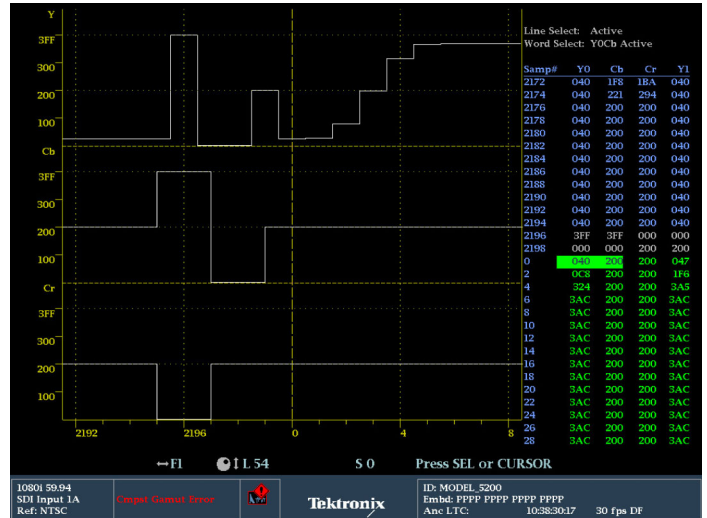 Y
3FF
300
200
100
Cb
3FF
300
200
100
Cr
3FF
300
200
100
2192 2196 0 4 8
Line Select: Active
Word Select: Y0Cb Active
Samp# Y0 Cb Cr Y1
2172 040 1F8 1BA 040
2174 040 221 294 040
2176 040 200 200 040
2178 040 200 200 040
2180 040 200 200 040
2182 040 200 200 040
2184 040 200 200 040
2186 040 200 200 040
2188 040 200 200 040
2190 040 200 200 040
2192 040 200 200 040
2194 040 200 200 040
2196 3FF 3FF 000 000
2198 000 000 200 200
0 040 200 200 047
2 0C8 200 200 1F6
4 324 200 200 3A5
6 3AC 200 200 3AC
8 3AC 200 200 3AC
10 3AC 200 200 3AC
12 3AC 200 200 3AC
14 3AC 200 200 3AC
16 3AC 200 200 3AC
18 3AC 200 200 3AC
20 3AC 200 200 3AC
22 3AC 200 200 3AC
24 3AC 200 200 3AC
26 3AC 200 200 3AC
28 3AC 200 200 3AC
↔F1 ↕L 54 S 0 Press SEL or CURSOR
1080i 59.94
SDI Input 1A
Ref: NTSC
Cmpst Gamut Error
Tektronix
ID: MODEL_5200
Embd: PPPP PPPP PPPP PPPP
Anc LTC: 10:38:30:17 30 fps DF